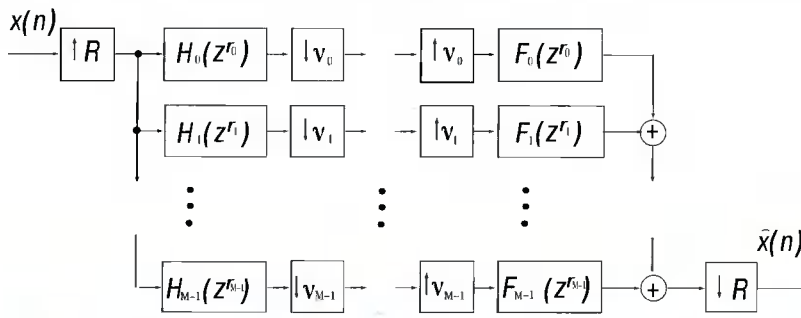 x(n)
↑R H₀(z^r₀) ↓ν₀ ↑ν₀ F₀(z^r₀)
H₁(z^r₁) ↓ν₁ ↑ν₁ F₁(z^r₁) +
H_M-1(z^r_M-1) ↓ν_M-1 ↑ν_M-1 F_M-1(z^r_M-1) + ↓R x̂(n)